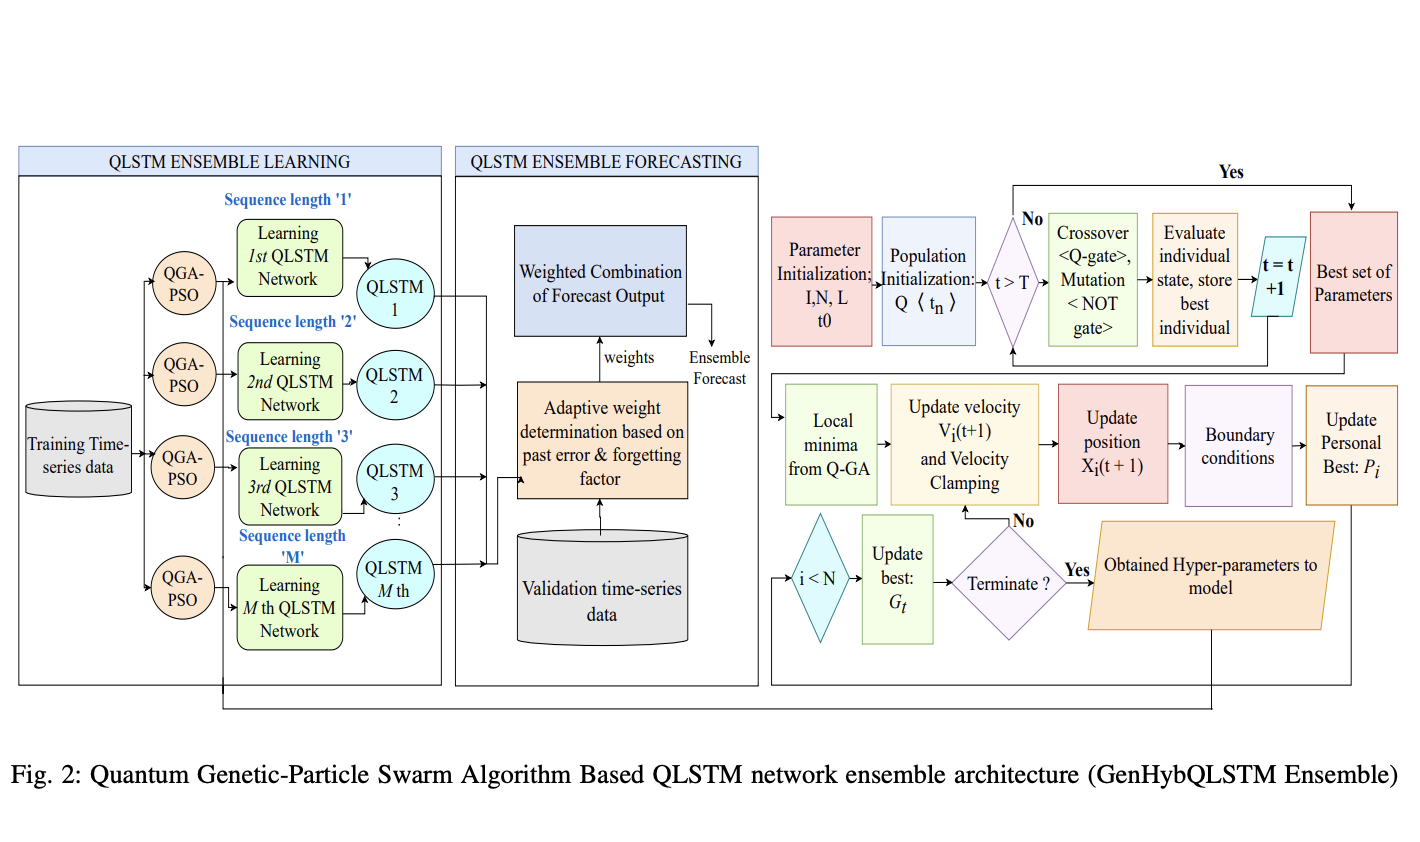 QLSTM ENSEMBLE LEARNING
Sequence length '1'
QGA-
PSO
Learning
1st QLSTM
Network
QLSTM
1
Sequence length '2'
QGA-
PSO
Learning
2nd QLSTM
Network
QLSTM
2
Training Time-
series data
Sequence length '3'
QGA-
PSO
Learning
3rd QLSTM
Network
QLSTM
3
:
Sequence length
'M'
QGA-
PSO
Learning
M th QLSTM
Network
QLSTM
M th
QLSTM ENSEMBLE FORECASTING
Weighted Combination
of Forecast Output
weights
Ensemble
Forecast
Adaptive weight
determination based on
past error & forgetting
factor
Validation time-series
data
Parameter
Initialization;
I,N, L
t0
Population
Initialization:
Q ⟨ tn ⟩
t > T
Yes
No
Crossover
<Q-gate>,
Mutation
< NOT
gate>
Evaluate
individual
state, store
best
individual
t = t
+1
Best set of
Parameters
Local
minima
from Q-GA
Update velocity
Vi(t+1)
and Velocity
Clamping
Update
position
Xi(t + 1)
Boundary
conditions
Update
Personal
Best: Pi
i < N
Update
best:
Gt
Terminate ?
No
Yes
Obtained Hyper-parameters to
model
Fig. 2: Quantum Genetic-Particle Swarm Algorithm Based QLSTM network ensemble architecture (GenHybQLSTM Ensemble)